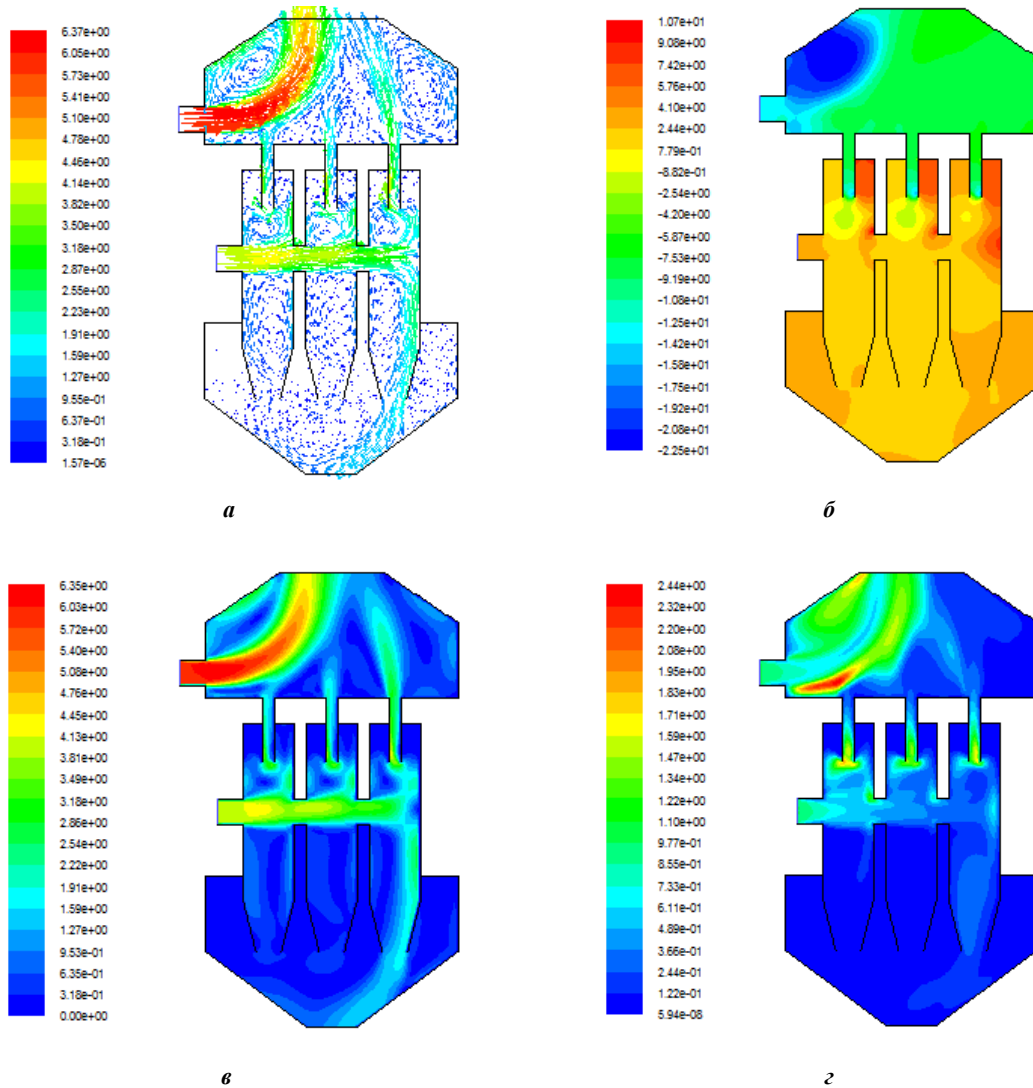 6.37e+00
6.05e+00
5.73e+00
5.41e+00
5.10e+00
4.78e+00
4.46e+00
4.14e+00
3.82e+00
3.50e+00
3.18e+00
2.87e+00
2.55e+00
2.23e+00
1.91e+00
1.59e+00
1.27e+00
9.55e-01
6.37e-01
3.18e-01
1.57e-06
а
1.07e+01
9.08e+00
7.42e+00
5.76e+00
4.10e+00
2.44e+00
7.79e-01
-8.82e-01
-2.54e+00
-4.20e+00
-5.87e+00
-7.53e+00
-9.19e+00
-1.08e+01
-1.25e+01
-1.42e+01
-1.58e+01
-1.75e+01
-1.92e+01
-2.08e+01
-2.25e+01
б
6.35e+00
6.03e+00
5.72e+00
5.40e+00
5.08e+00
4.76e+00
4.45e+00
4.13e+00
3.81e+00
3.49e+00
3.18e+00
2.86e+00
2.54e+00
2.22e+00
1.91e+00
1.59e+00
1.27e+00
9.53e-01
6.35e-01
3.18e-01
0.00e+00
в
2.44e+00
2.32e+00
2.20e+00
2.08e+00
1.95e+00
1.83e+00
1.71e+00
1.59e+00
1.47e+00
1.34e+00
1.22e+00
1.10e+00
9.77e-01
8.55e-01
7.33e-01
6.11e-01
4.89e-01
3.66e-01
2.44e-01
1.22e-01
5.94e-08
г